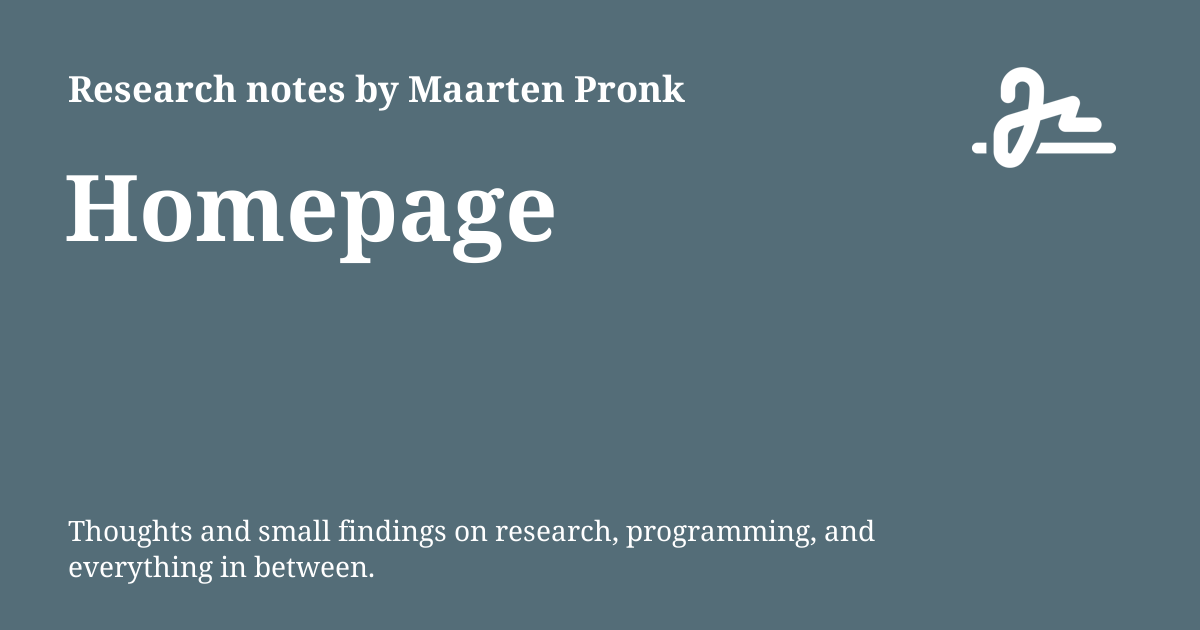 Research notes by Maarten Pronk
Homepage
Thoughts and small findings on research, programming, and
everything in between.